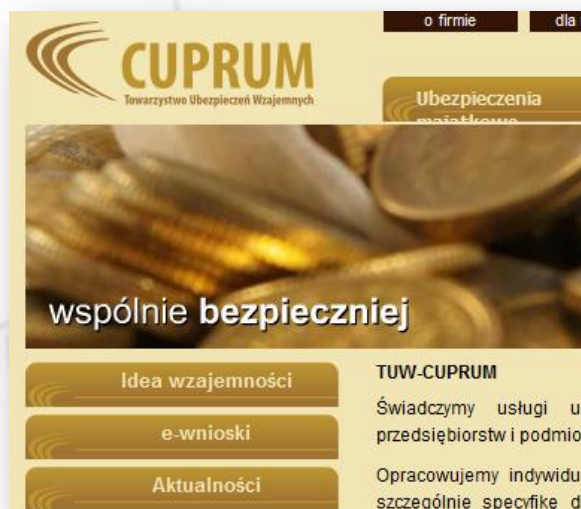 o firmie
dla
CUPRUM
Towarzystwo Ubezpieczeń Wzajemnych
Ubezpieczenia
majątkowe
wspólnie bezpieczniej
Idea wzajemności
e-wnioski
Aktualności
TUW-CUPRUM
Świadczymy usługi u
przedsiębiorstw i podmio
Opracowujemy indywidu
szczególnie specyfikę d